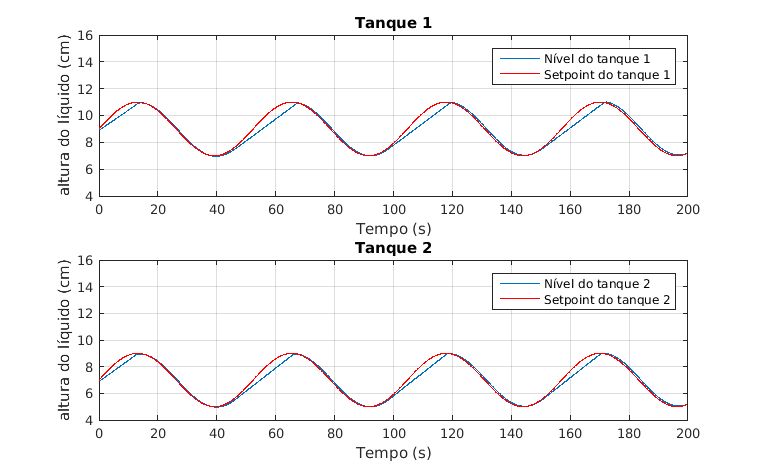 Tanque 1
altura do líquido (cm)
16
14
12
10
8
6
4
Nível do tanque 1
Setpoint do tanque 1
0 20 40 60 80 100 120 140 160 180 200
Tempo (s)
Tanque 2
altura do líquido (cm)
16
14
12
10
8
6
4
Nível do tanque 2
Setpoint do tanque 2
0 20 40 60 80 100 120 140 160 180 200
Tempo (s)